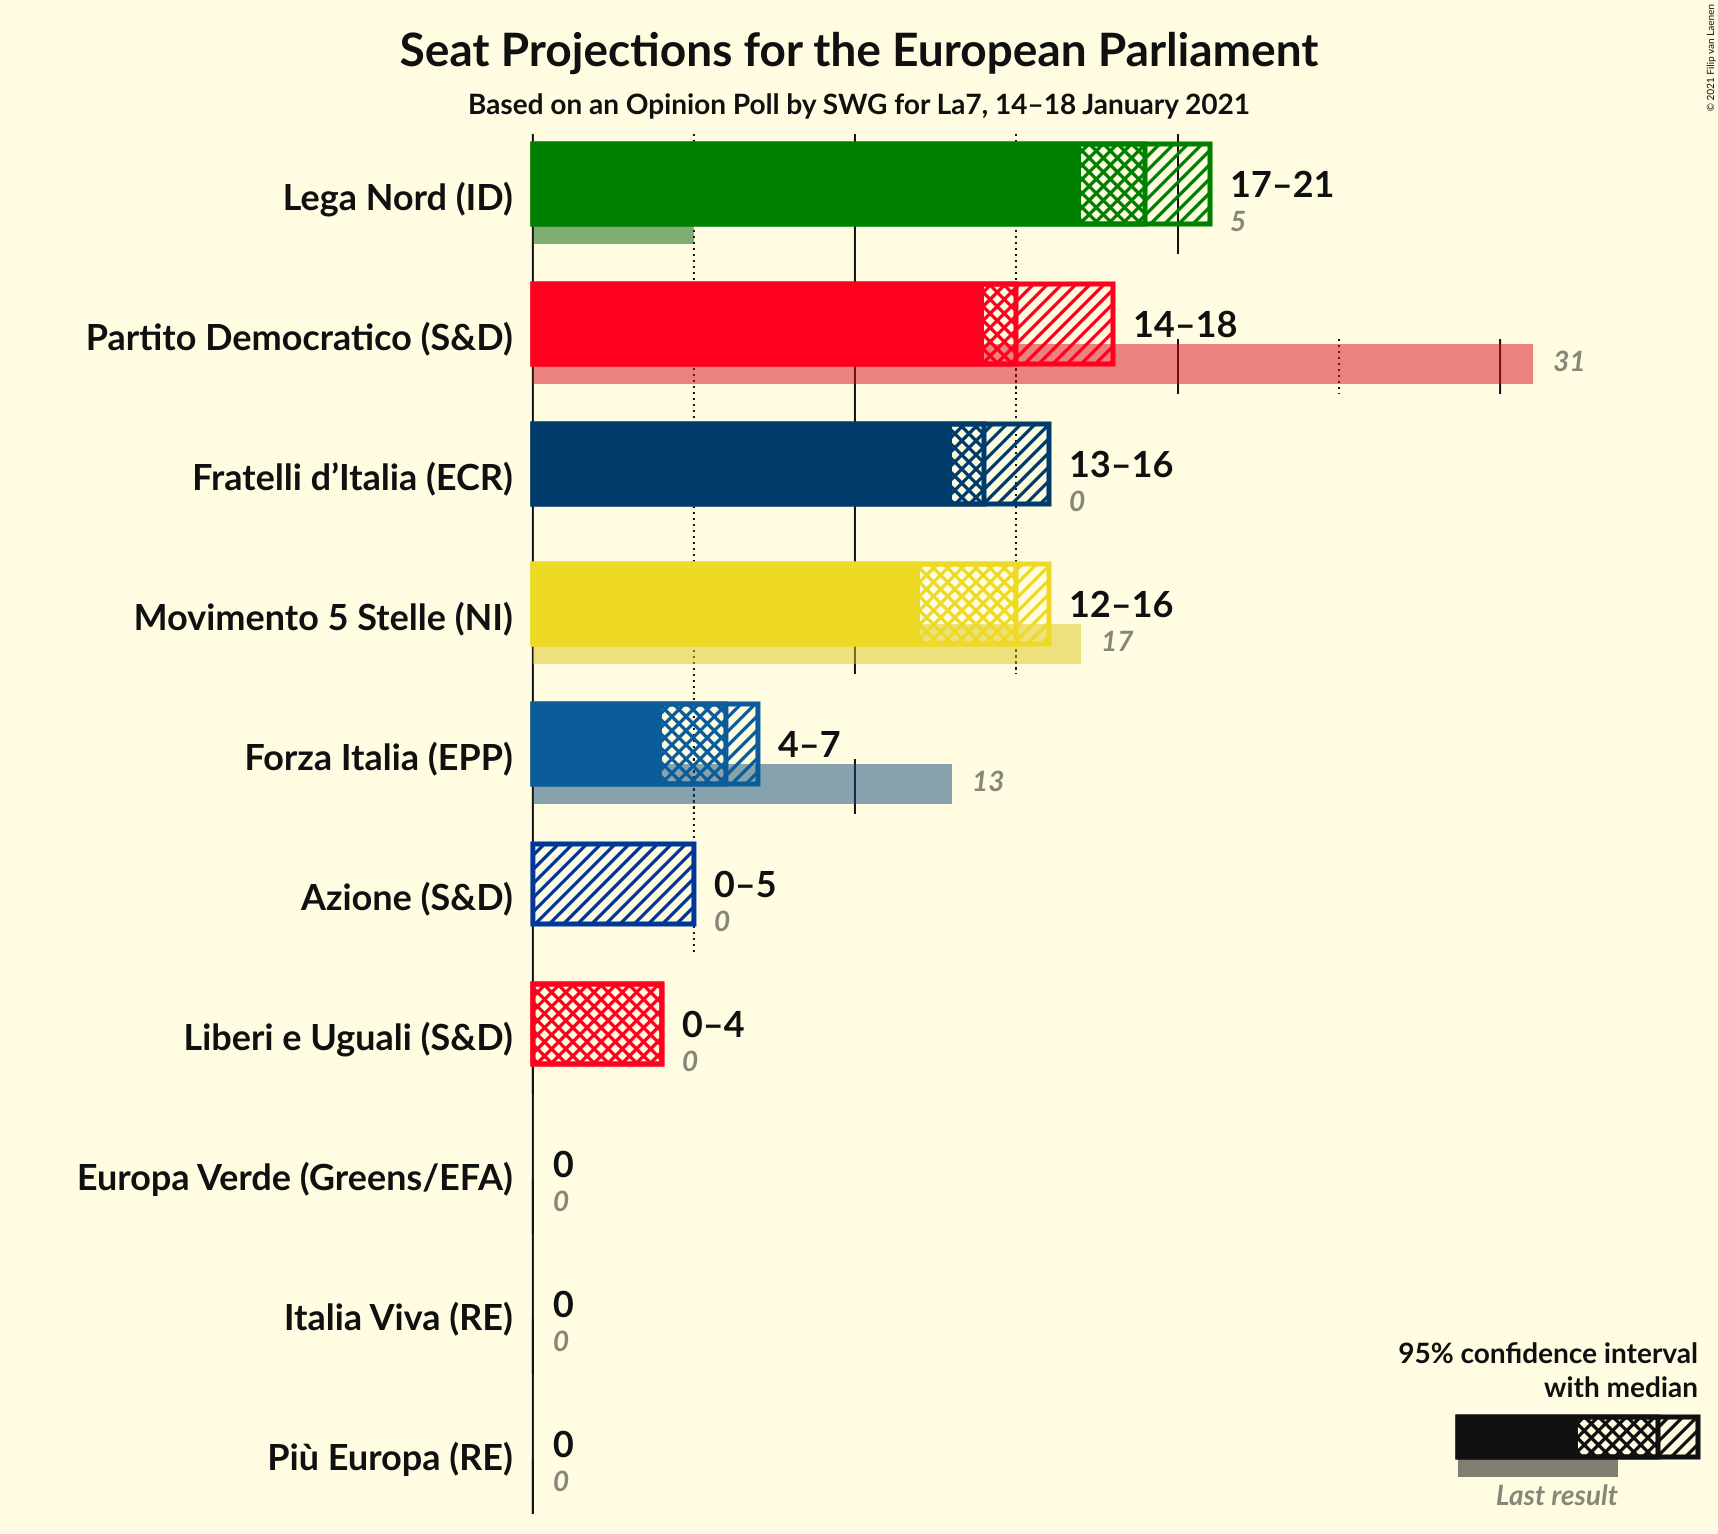 Seat Projections for the European Parliament
Based on an Opinion Poll by SWG for La7, 14–18 January 2021
© 2021 Filip van Laenen
Lega Nord (ID)
17–21
5
Partito Democratico (S&D)
14–18
31
Fratelli d’Italia (ECR)
13–16
0
Movimento 5 Stelle (NI)
12–16
17
Forza Italia (EPP)
4–7
13
Azione (S&D)
0–5
0
Liberi e Uguali (S&D)
0–4
0
Europa Verde (Greens/EFA)
0
0
Italia Viva (RE)
0
0
Più Europa (RE)
0
0
95% confidence interval
with median
Last result